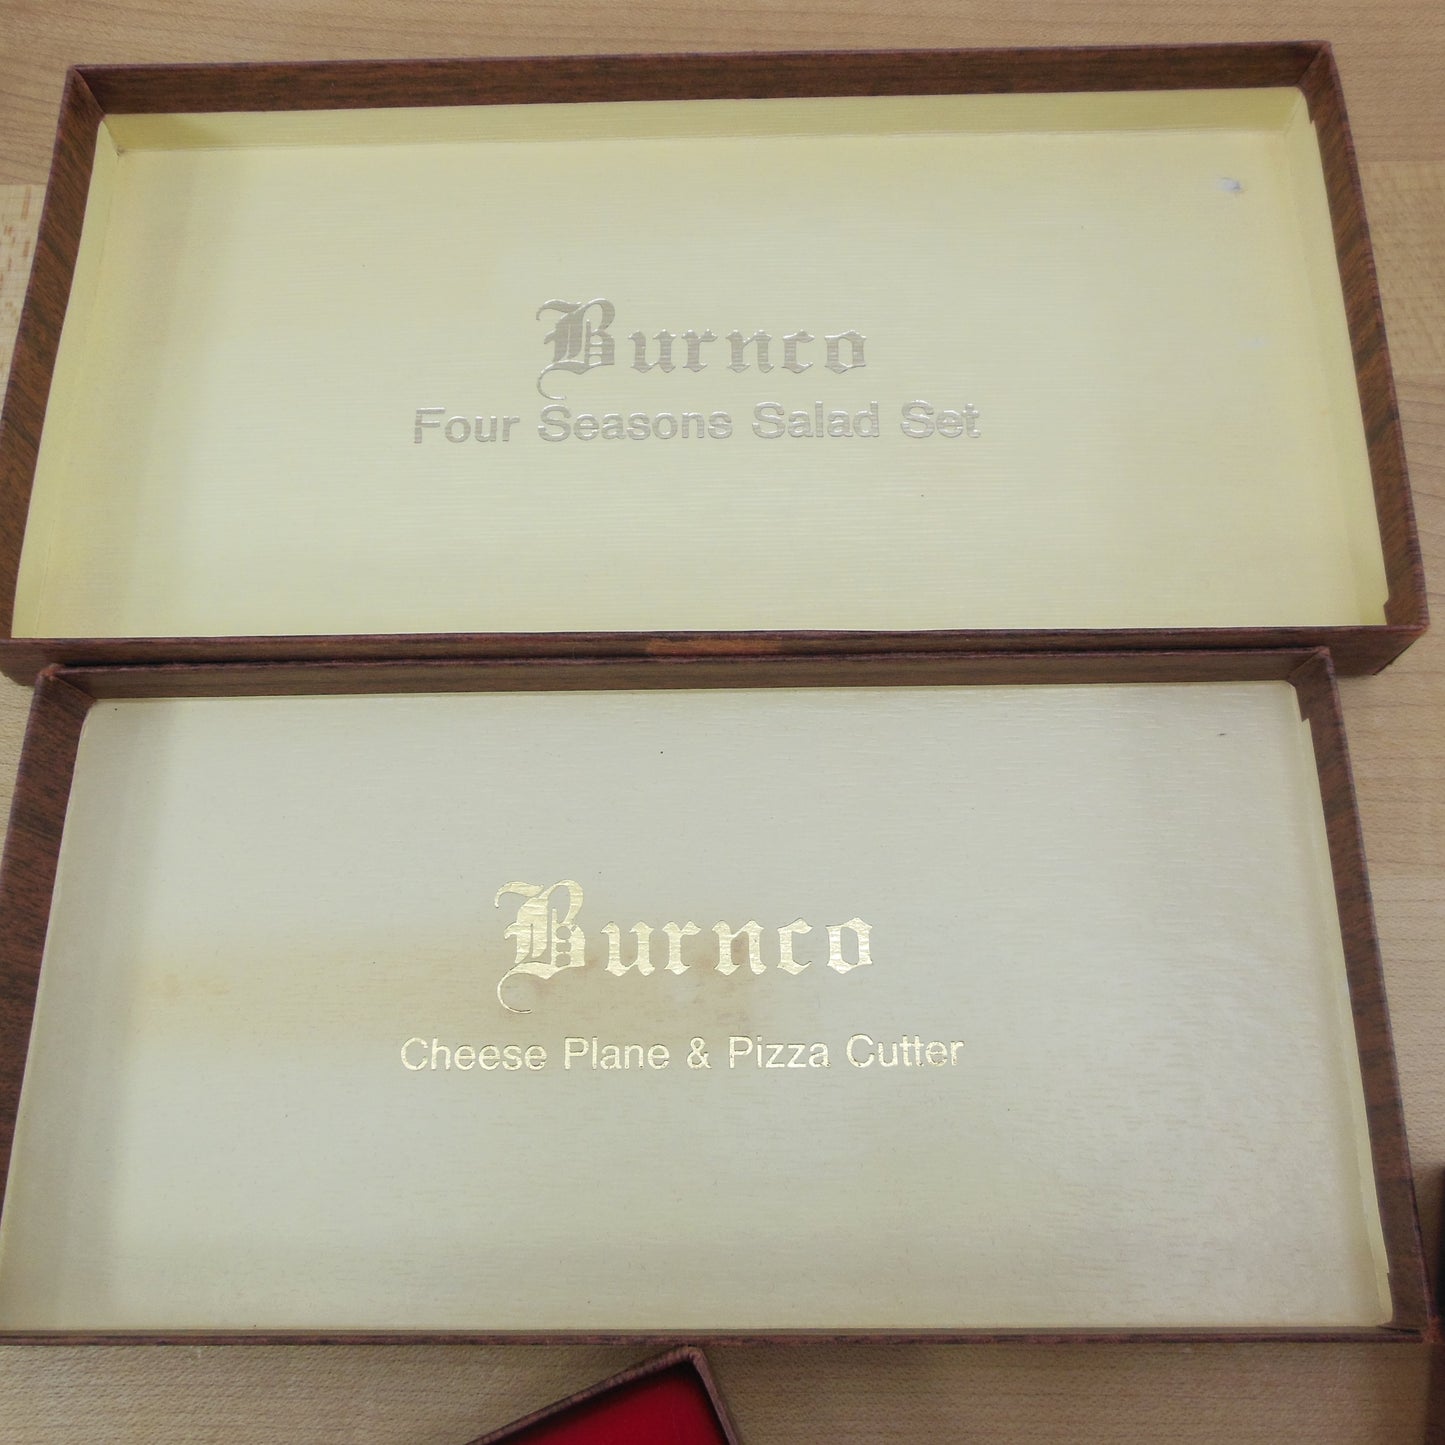 Burnco
Four Seasons Salad Set
Burnco
Cheese Plane & Pizza Cutter